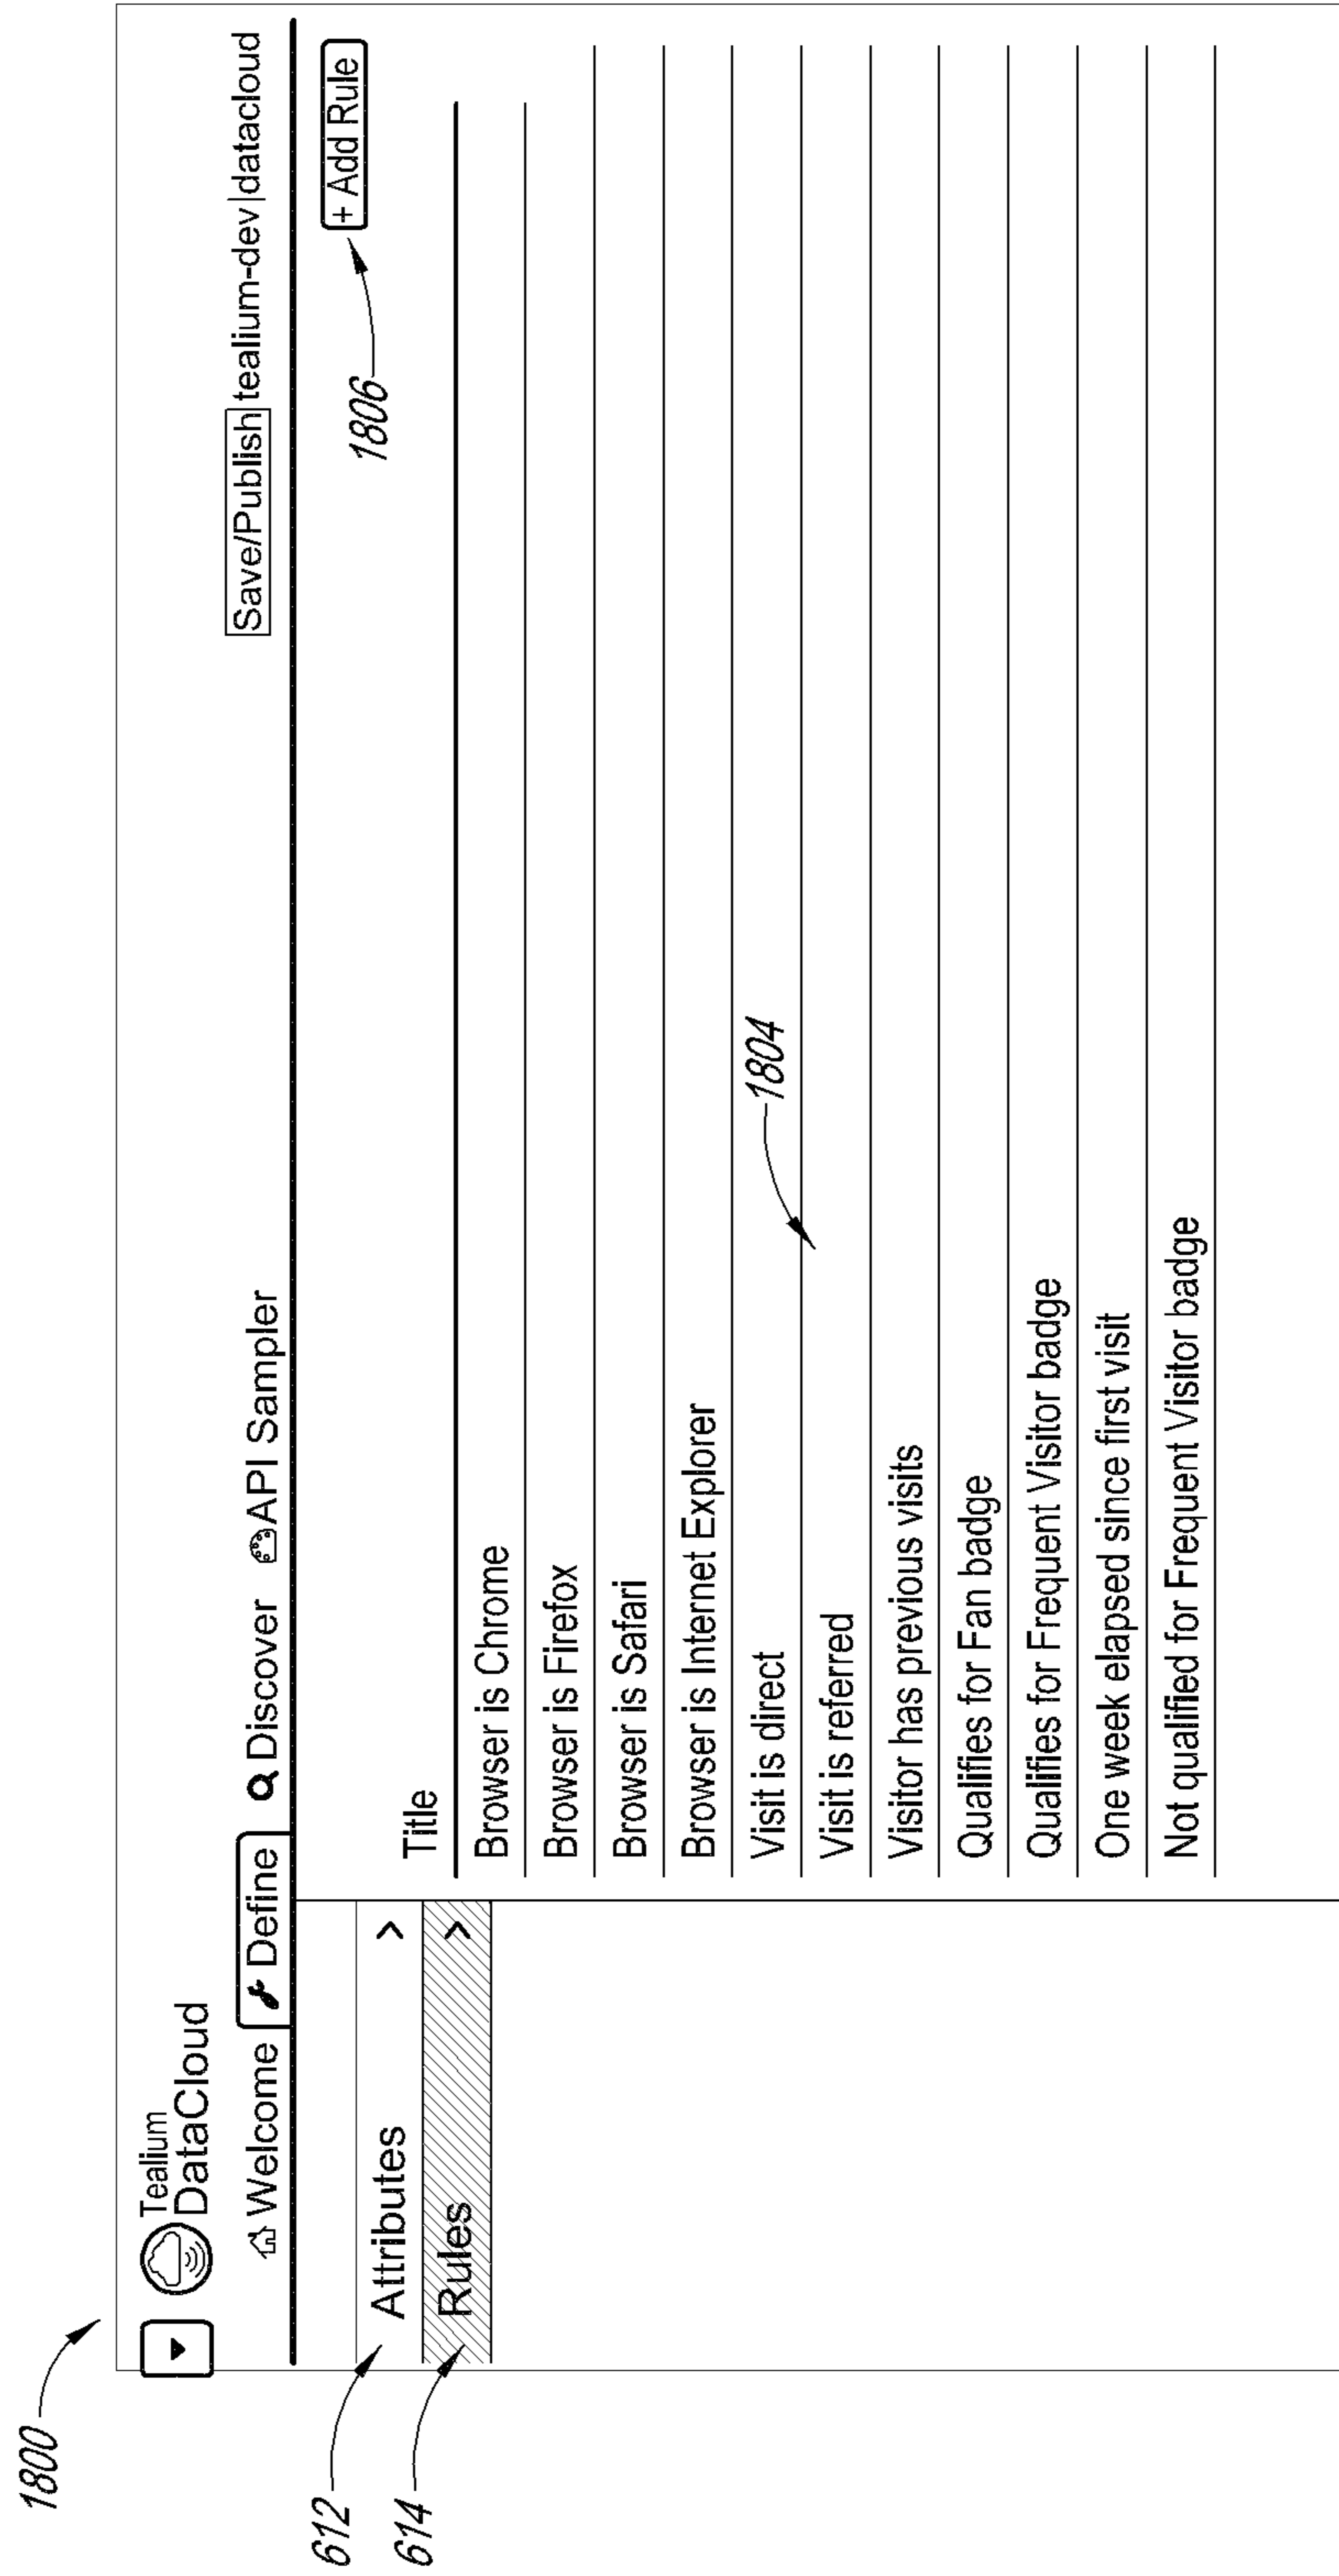 1800
Tealium
DataCloud
Save/Publish tealium-dev|datacloud
Welcome Define Discover API Sampler
+ Add Rule
1806
612
Attributes >
614
Rules >
Title
Browser is Chrome
Browser is Firefox
Browser is Safari
Browser is Internet Explorer
Visit is direct
1804
Visit is referred
Visitor has previous visits
Qualifies for Fan badge
Qualifies for Frequent Visitor badge
One week elapsed since first visit
Not qualified for Frequent Visitor badge